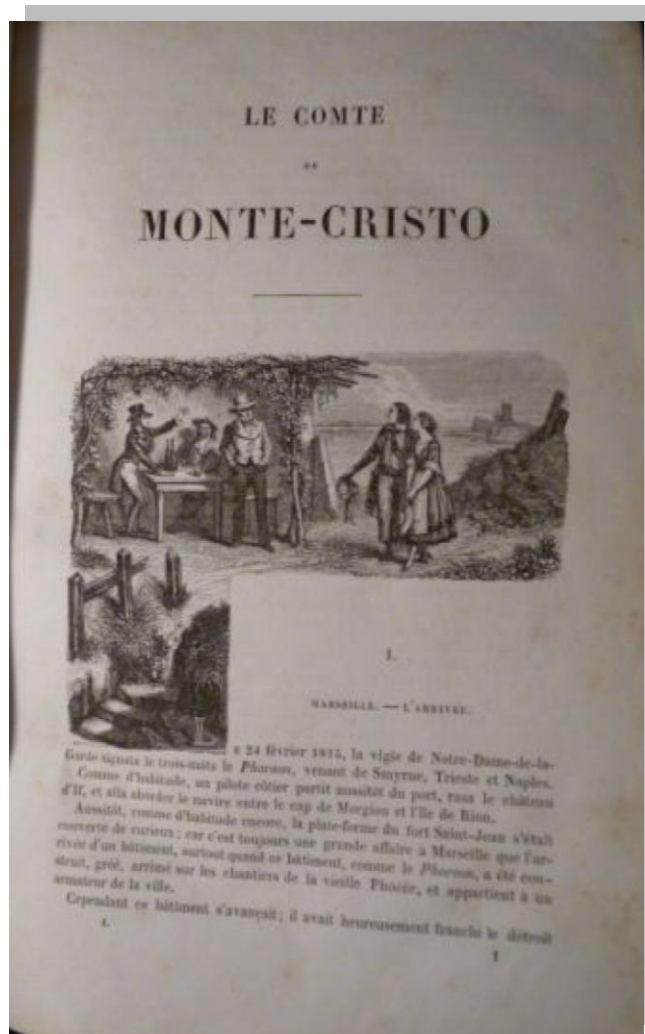 LE COMTE
DE
MONTE-CRISTO
I.
MARSEILLE. — L'ARRIVÉE.
E 24 février 1815, la vigie de Notre-Dame-de-la-
Garde signala le trois-mâts le Pharaon, venant de Smyrne, Trieste et Naples.
Comme d'habitude, un pilote côtier partit aussitôt du port, rasa le château
d'If, et alla aborder le navire entre le cap de Morgion et l'île de Rion.
Aussitôt, comme d'habitude encore, la plate-forme du fort Saint-Jean s'était
couverte de curieux; car c'est toujours une grande affaire à Marseille que l'ar-
rivée d'un bâtiment, surtout quand ce bâtiment, comme le Pharaon, a été con-
struit, gréé, arrimé sur les chantiers de la vieille Phocée, et appartient à un
armateur de la ville.
Cependant ce bâtiment s'avançait; il avait heureusement franchi le détroit
1